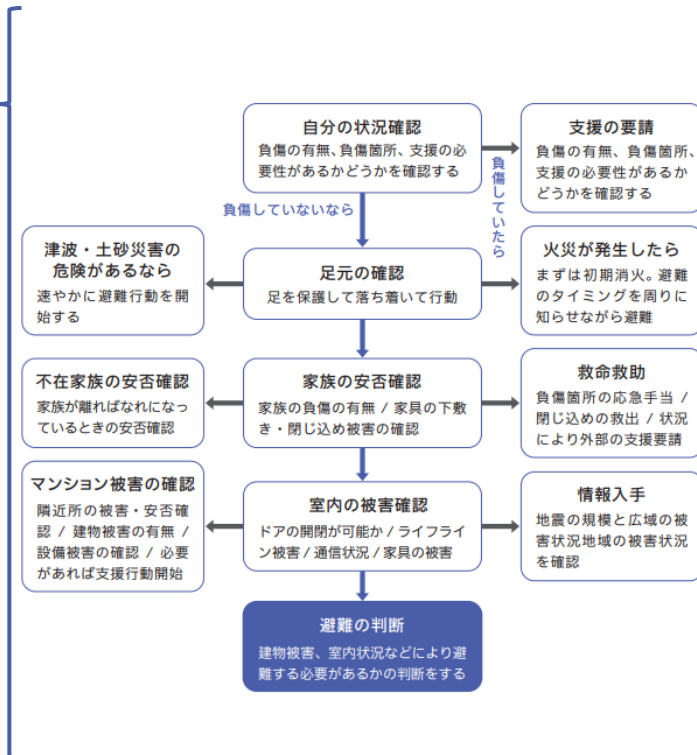 自分の状況確認
負傷の有無、負傷箇所、支援の必
要性があるかどうかを確認する
支援の要請
負傷の有無、負傷箇所、
支援の必要性があるか
どうかを確認する
負傷していないなら
負傷していたら
津波・土砂災害の
危険があるなら
速やかに避難行動を開
始する
足元の確認
足を保護して落ち着いて行動
火災が発生したら
まずは初期消火。避難
のタイミングを周りに
知らせながら避難
不在家族の安否確認
家族が離ればなれになっ
ているときの安否確認
家族の安否確認
家族の負傷の有無 / 家具の下敷
き・閉じ込め被害の確認
救命救助
負傷箇所の応急手当 /
閉じ込めの救出 / 状況
により外部の支援要請
マンション被害の確認
隣近所の被害・安否確
認 / 建物被害の有無 /
設備被害の確認 / 必要
があれば支援行動開始
室内の被害確認
ドアの開閉が可能か / ライフライ
ン被害 / 通信状況 / 家具の被害
情報入手
地震の規模と広域の被
害状況地域の被害状況
を確認
避難の判断
建物被害、室内状況などにより避
難する必要があるかの判断をする